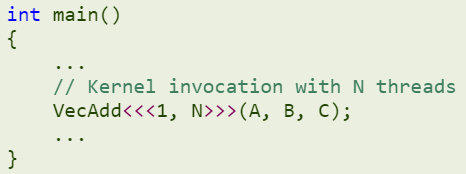 int main()
{
    ...
    // Kernel invocation with N threads
    VecAdd<<<1, N>>>(A, B, C);
    ...
}